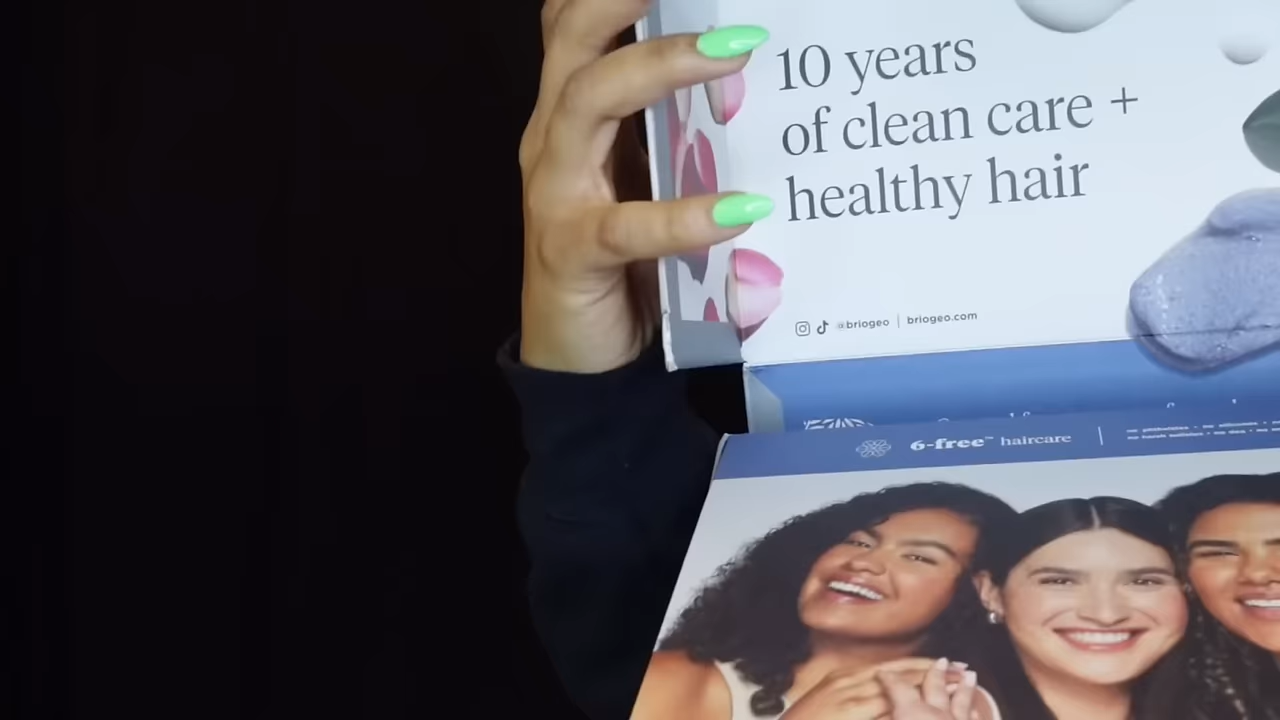 10 years
of clean care +
healthy hair
@briogeo | briogeo.com
6-free™ haircare